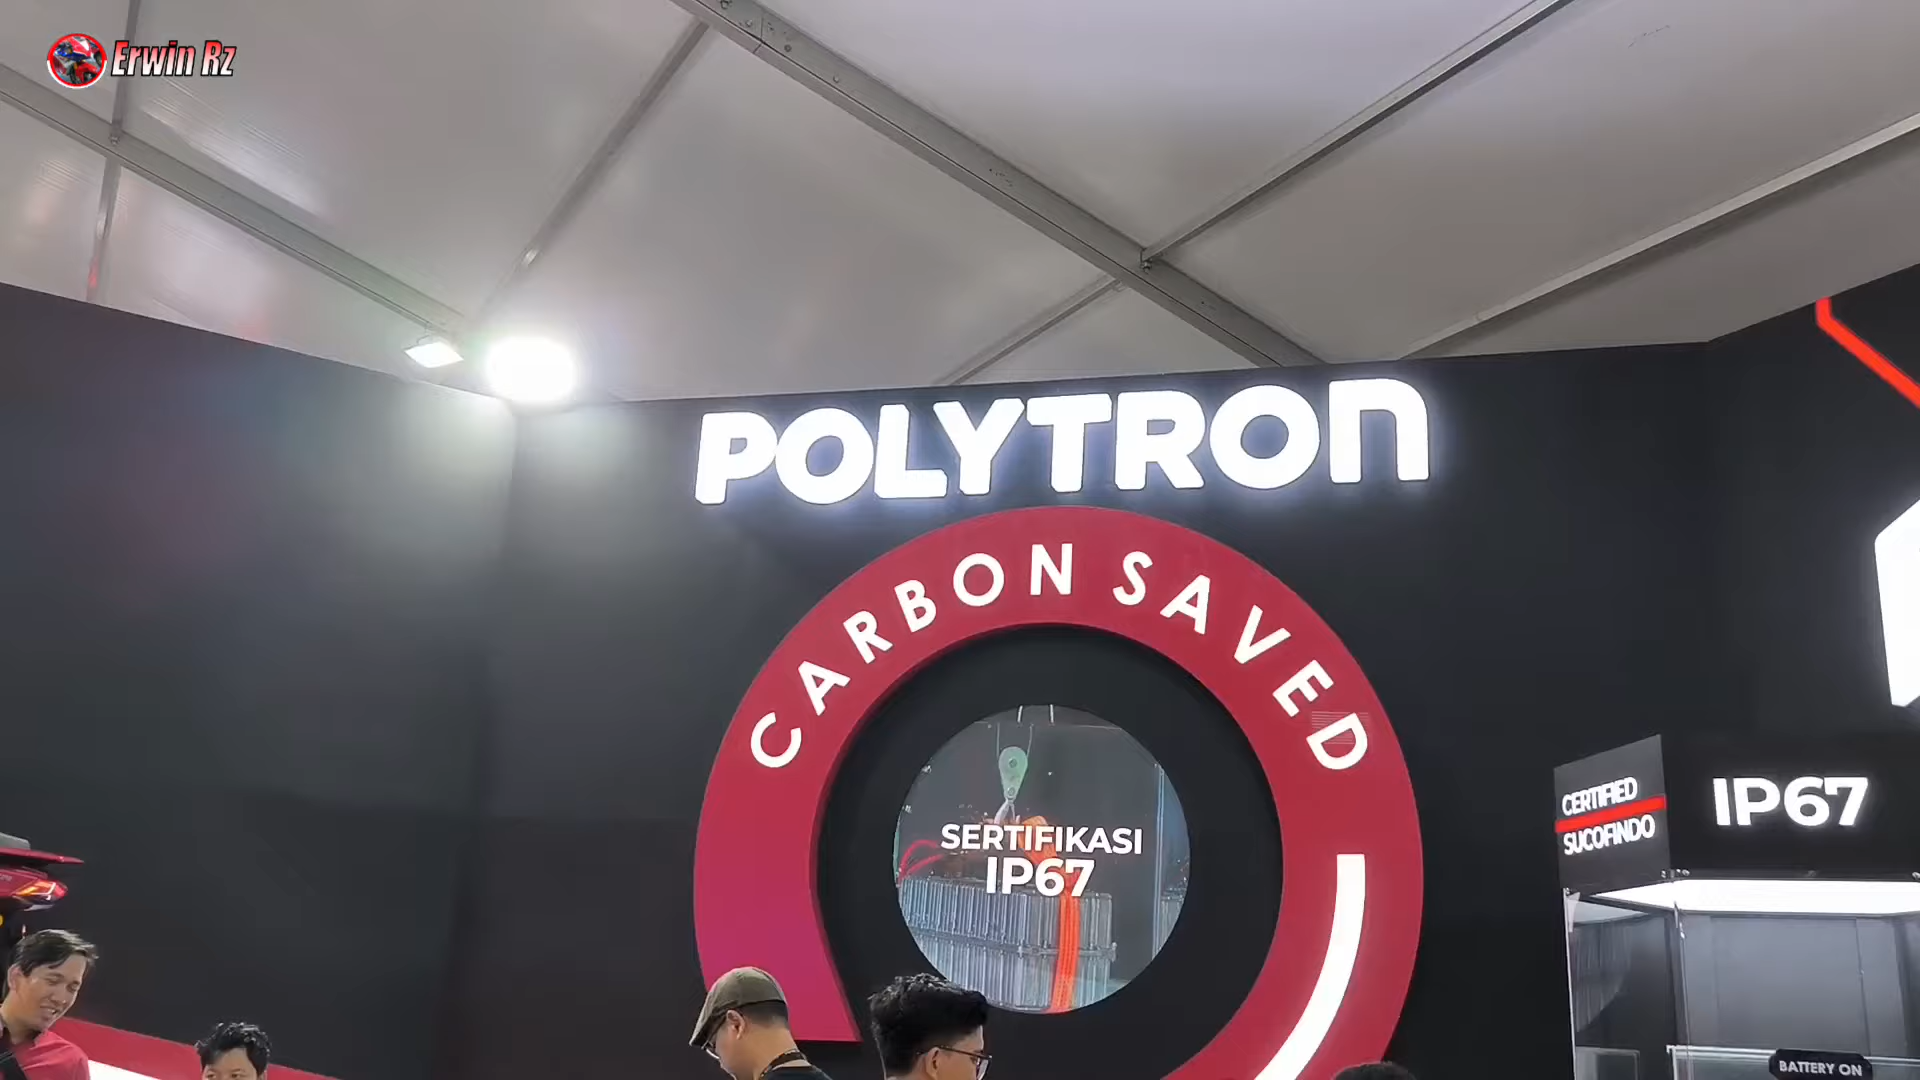 Erwin Rz
POLYTRON
CARBON SAVED
SERTIFIKASI
IP67
CERTIFIED
SUCOFINDO
IP67
BATTERY ON